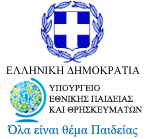 ΕΛΛΗΝΙΚΗ ΔΗΜΟΚΡΑΤΙΑ
ΥΠΟΥΡΓΕΙΟ
ΕΘΝΙΚΗΣ ΠΑΙΔΕΙΑΣ
ΚΑΙ ΘΡΗΣΚΕΥΜΑΤΩΝ
Όλα είναι θέμα Παιδείας